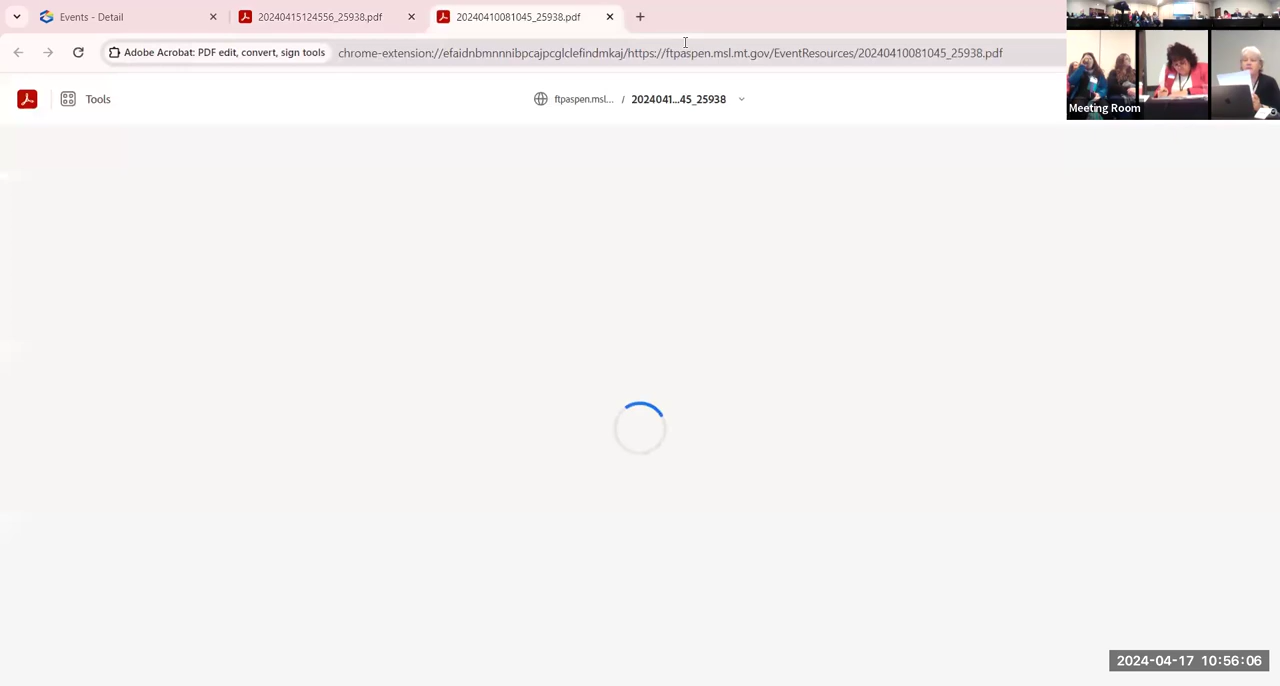 Events - Detail
20240415124556_25938.pdf
20240410081045_25938.pdf
Adobe Acrobat: PDF edit, convert, sign tools
chrome-extension://efaidnbmnnnibpcajpcglclefindmkaj/https://ftpaspen.msl.mt.gov/EventResources/20240410081045_25938.pdf
Tools
ftpaspen.msl... / 2024041...45_25938
Meeting Room
2024-04-17 10:56:06